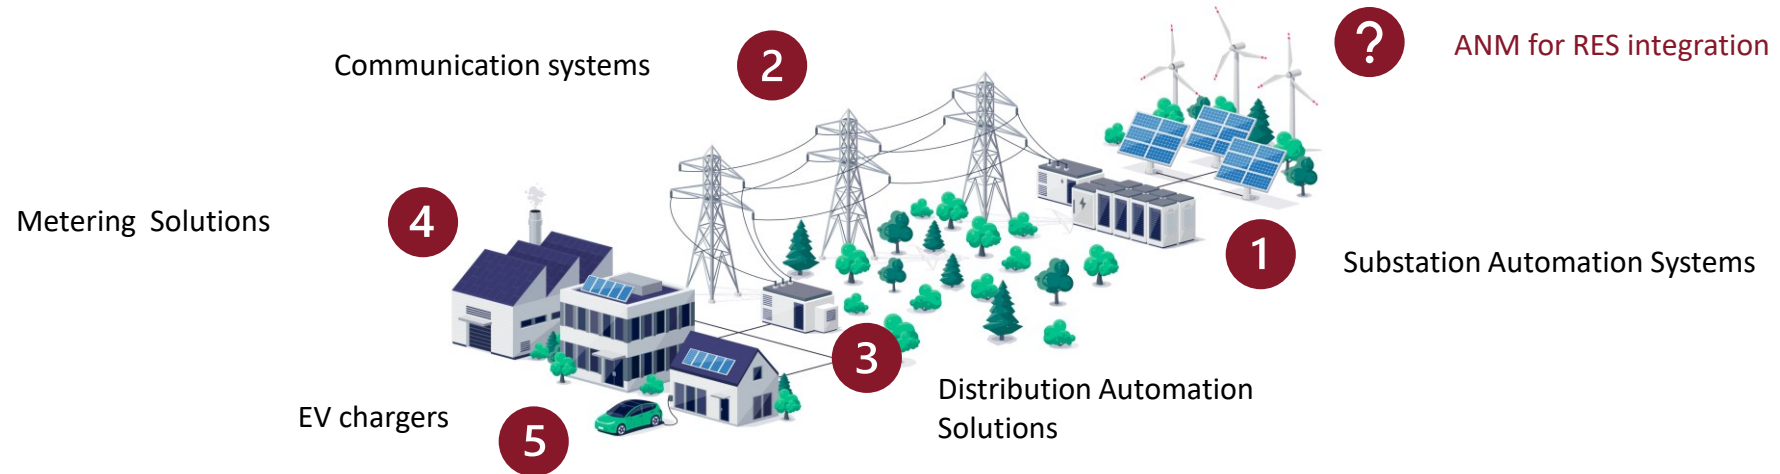 ? ANM for RES integration
Communication systems 2
Metering Solutions 4
1 Substation Automation Systems
3 Distribution Automation
Solutions
EV chargers 5